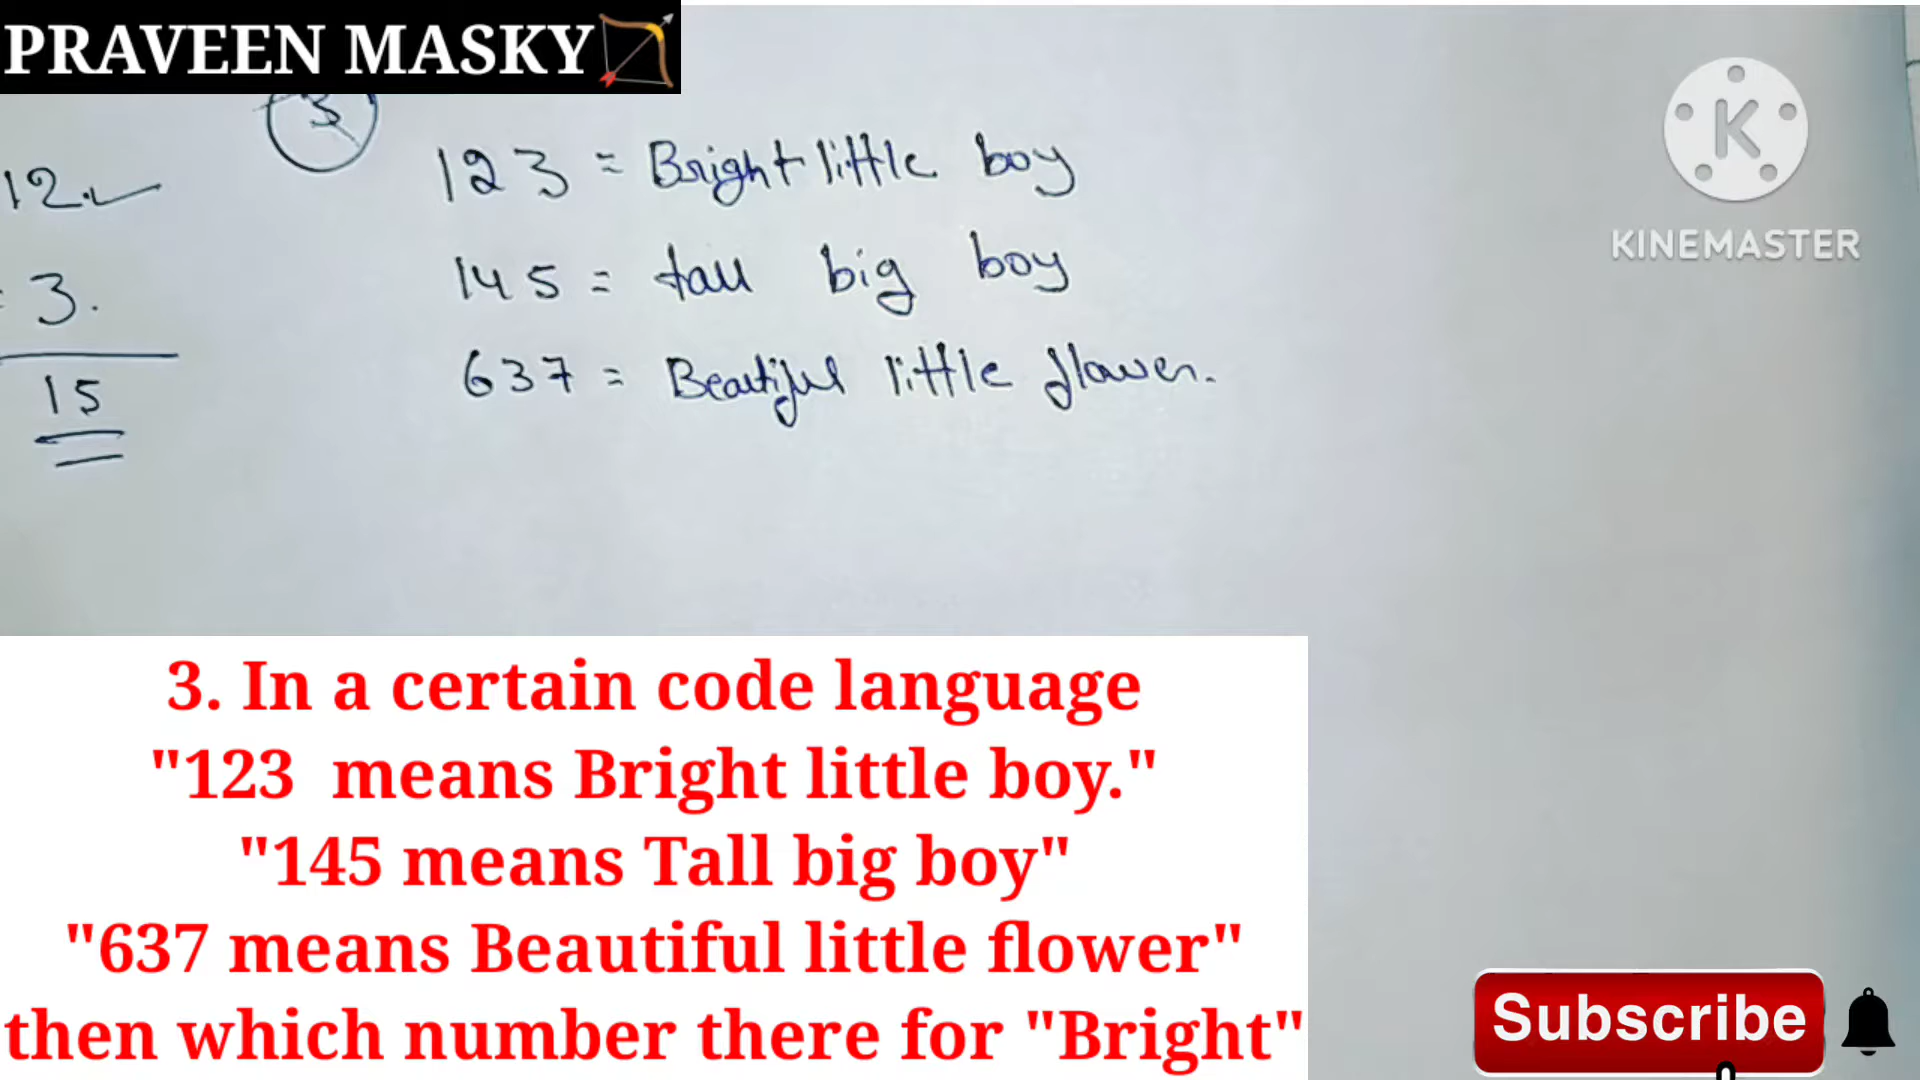 PRAVEEN MASKY
3
12.
3.
15
123 = Bright little boy
145 = tall big boy
637 = Beautiful little flower.
KINEMASTER
3. In a certain code language
"123 means Bright little boy."
"145 means Tall big boy"
"637 means Beautiful little flower"
then which number there for "Bright"
Subscribe